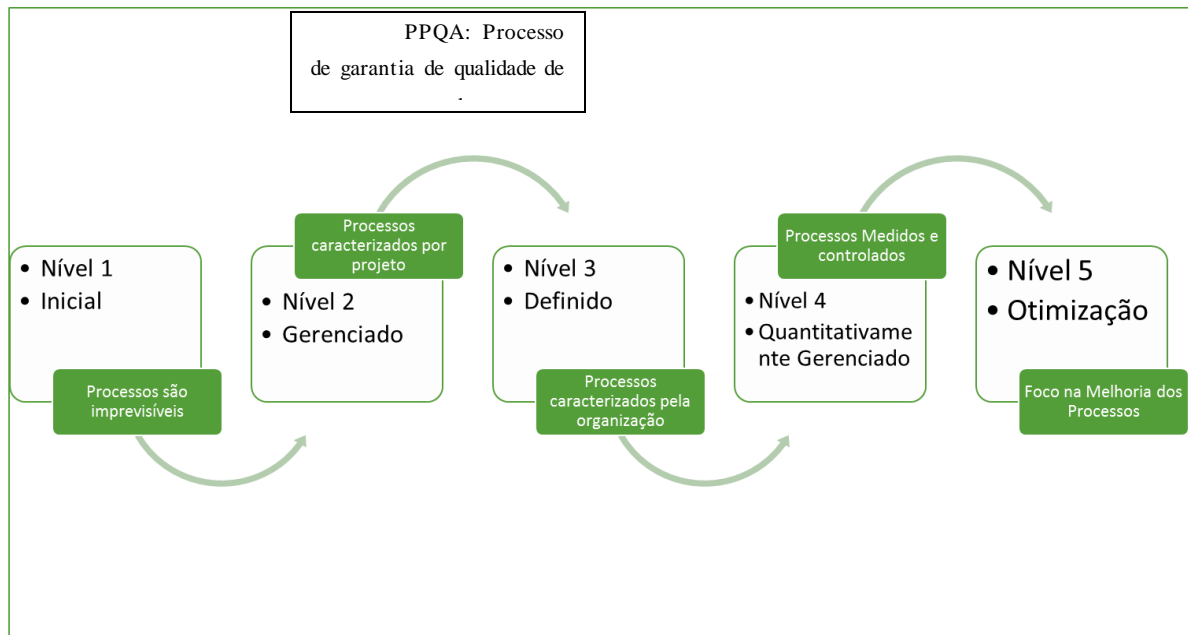 PPQA: Processo
de garantia de qualidade de
Processos
caracterizados por
projeto
Processos Medidos e
controlados
• Nível 1
• Inicial
• Nível 2
• Gerenciado
• Nível 3
• Definido
• Nível 4
• Quantitativame
nte Gerenciado
• Nível 5
• Otimização
Processos são
imprevisíveis
Processos
caracterizados pela
organização
Foco na Melhoria dos
Processos